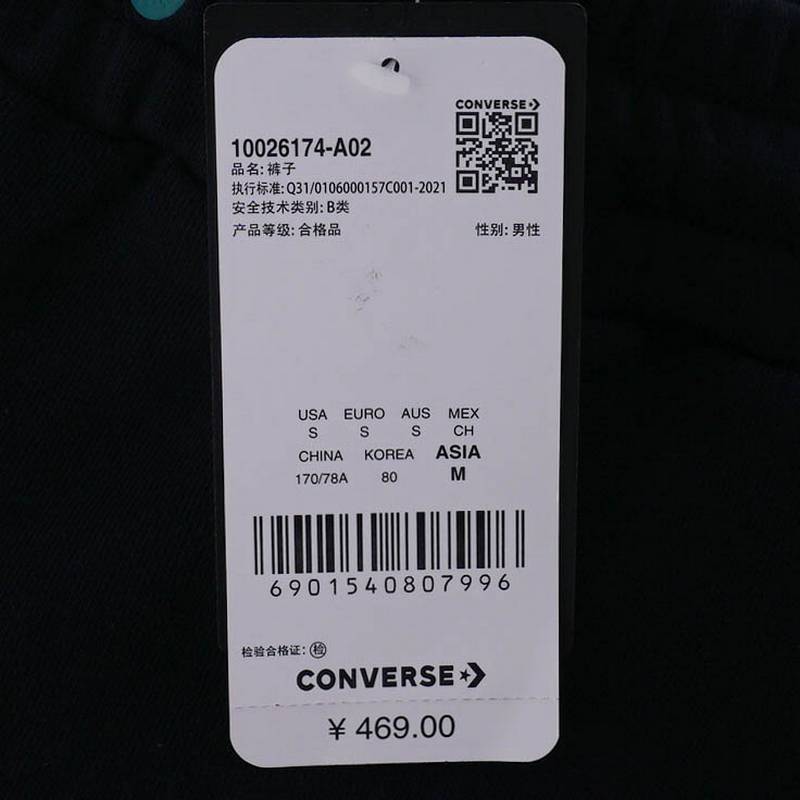 CONVERSE
10026174-A02
品名: 裤子
执行标准: Q31/0106000157C001-2021
安全技术类别: B类
产品等级: 合格品 性别: 男性
USA EURO AUS MEX
S S S CH
CHINA KOREA ASIA
170/78A 80 M
6901540807996
检验合格证: 检
CONVERSE
¥ 469.00